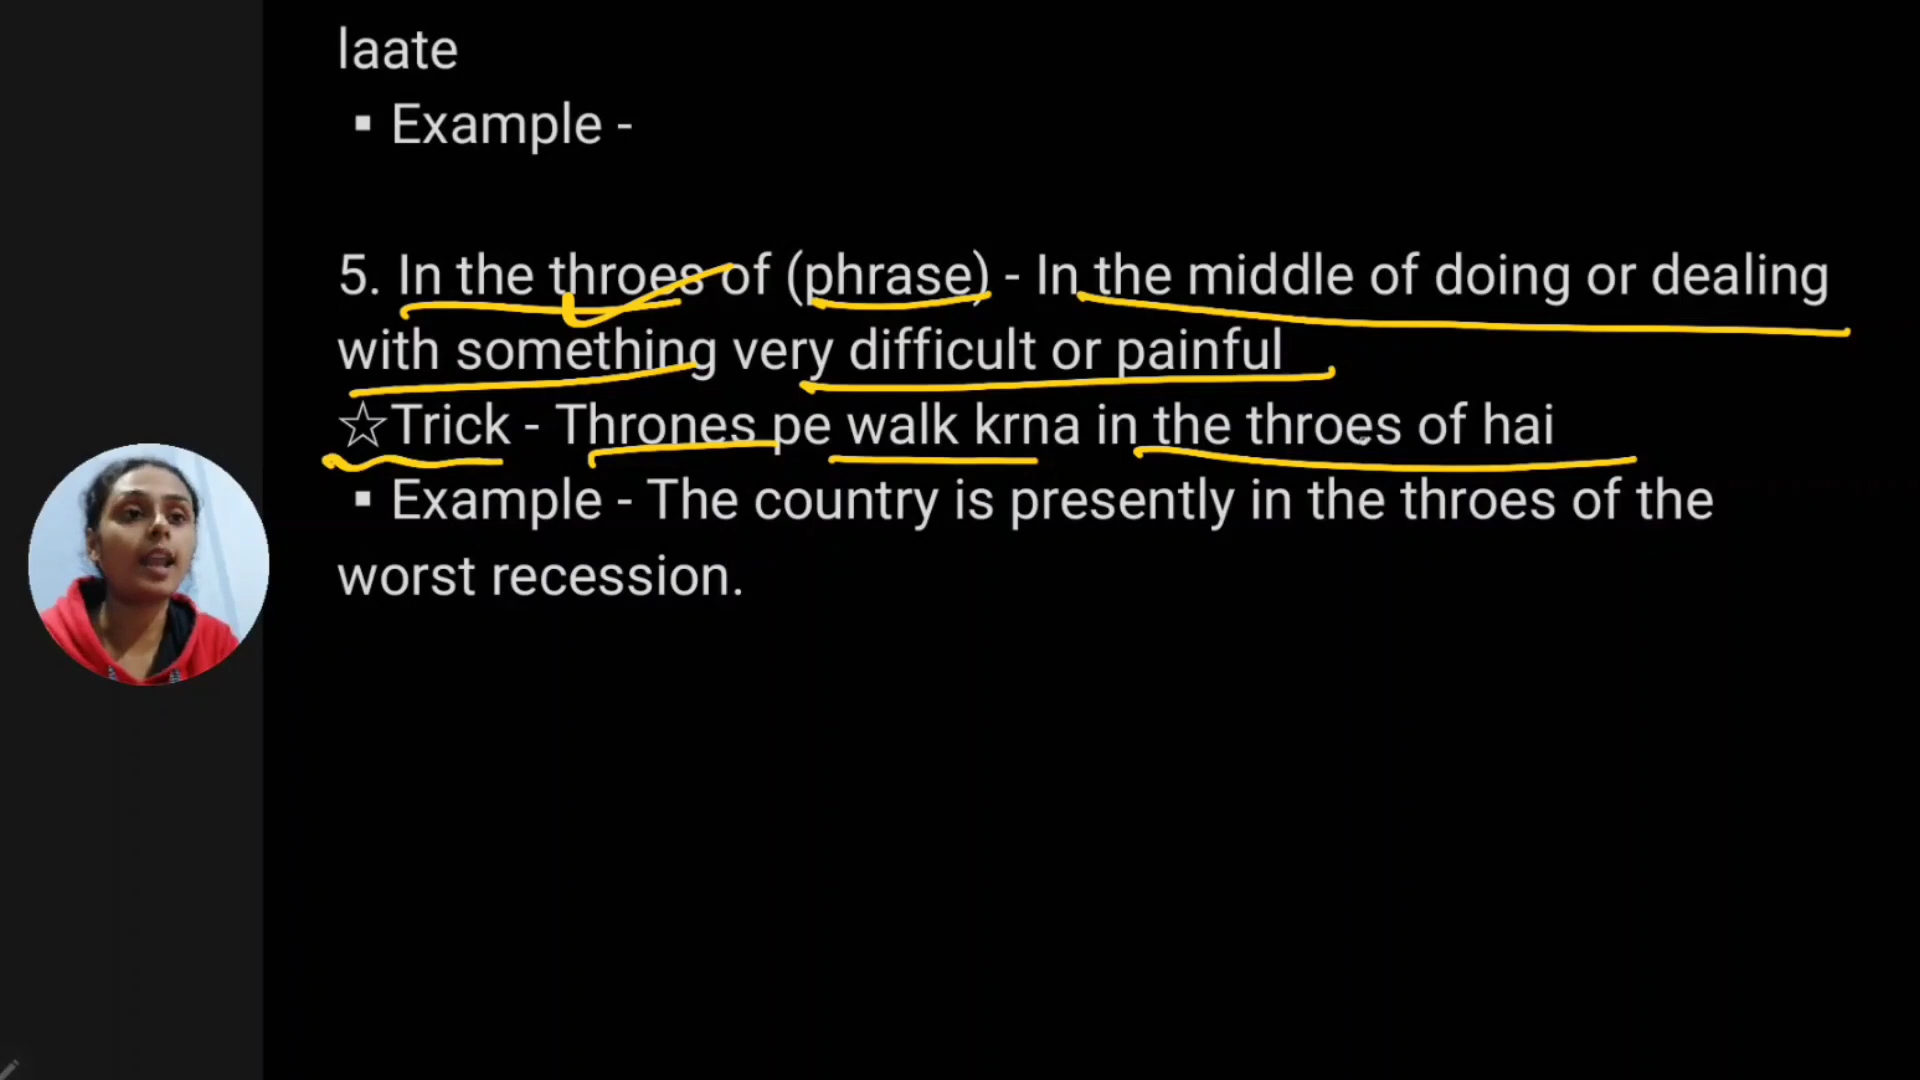 laate
▪ Example -
5. In the throes of (phrase) - In the middle of doing or dealing
with something very difficult or painful
☆Trick - Thrones pe walk krna in the throes of hai
▪ Example - The country is presently in the throes of the
worst recession.